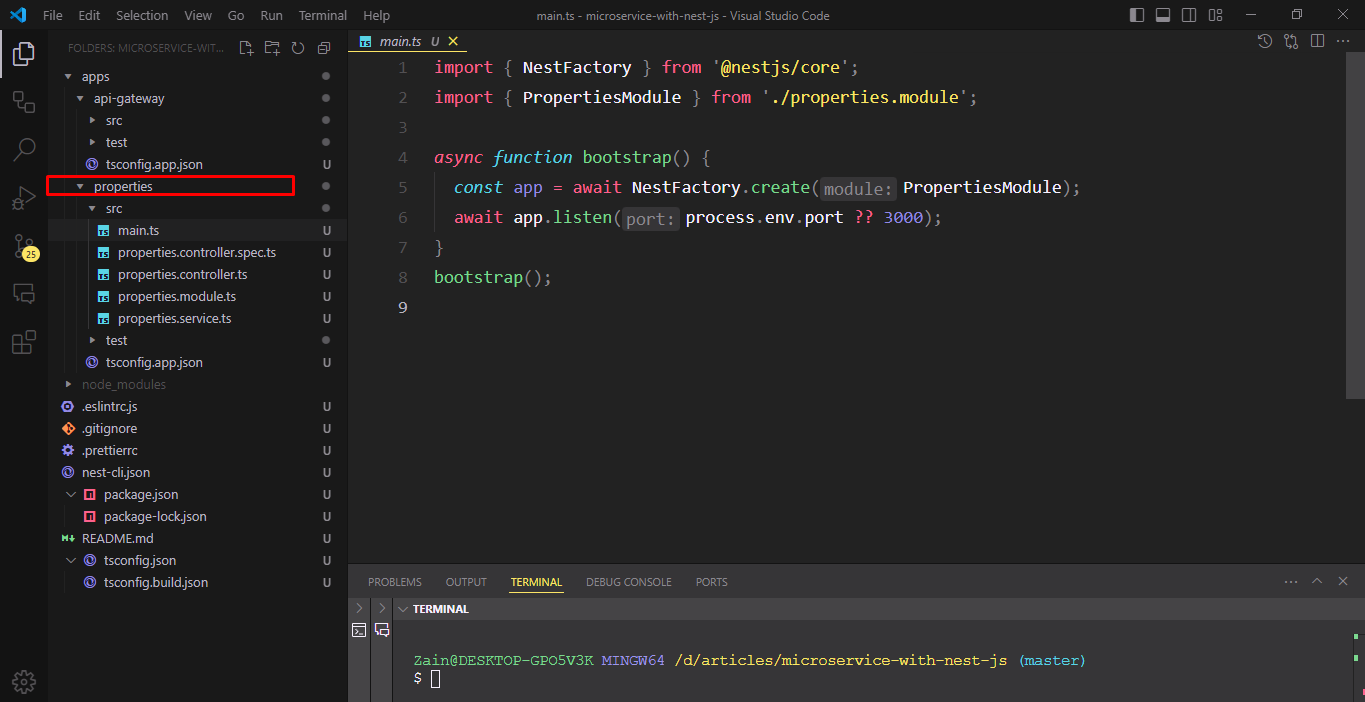 File Edit Selection View Go Run Terminal Help
main.ts - microservice-with-nest-js - Visual Studio Code
FOLDERS: MICROSERVICE-WIT...
apps
api-gateway
src
test
tsconfig.app.json U
properties
src
main.ts U
properties.controller.spec.ts U
properties.controller.ts U
properties.module.ts U
properties.service.ts U
test
tsconfig.app.json U
node_modules
.eslintrc.js U
.gitignore U
.prettierrc U
nest-cli.json U
package.json U
package-lock.json U
README.md U
tsconfig.json U
tsconfig.build.json U
25
main.ts U
1 import { NestFactory } from '@nestjs/core';
2 import { PropertiesModule } from './properties.module';
3
4 async function bootstrap() {
5 const app = await NestFactory.create( module: PropertiesModule);
6 await app.listen( port: process.env.port ?? 3000);
7 }
8 bootstrap();
9
PROBLEMS OUTPUT TERMINAL DEBUG CONSOLE PORTS
TERMINAL
Zain@DESKTOP-GPO5V3K MINGW64 /d/articles/microservice-with-nest-js (master)
$